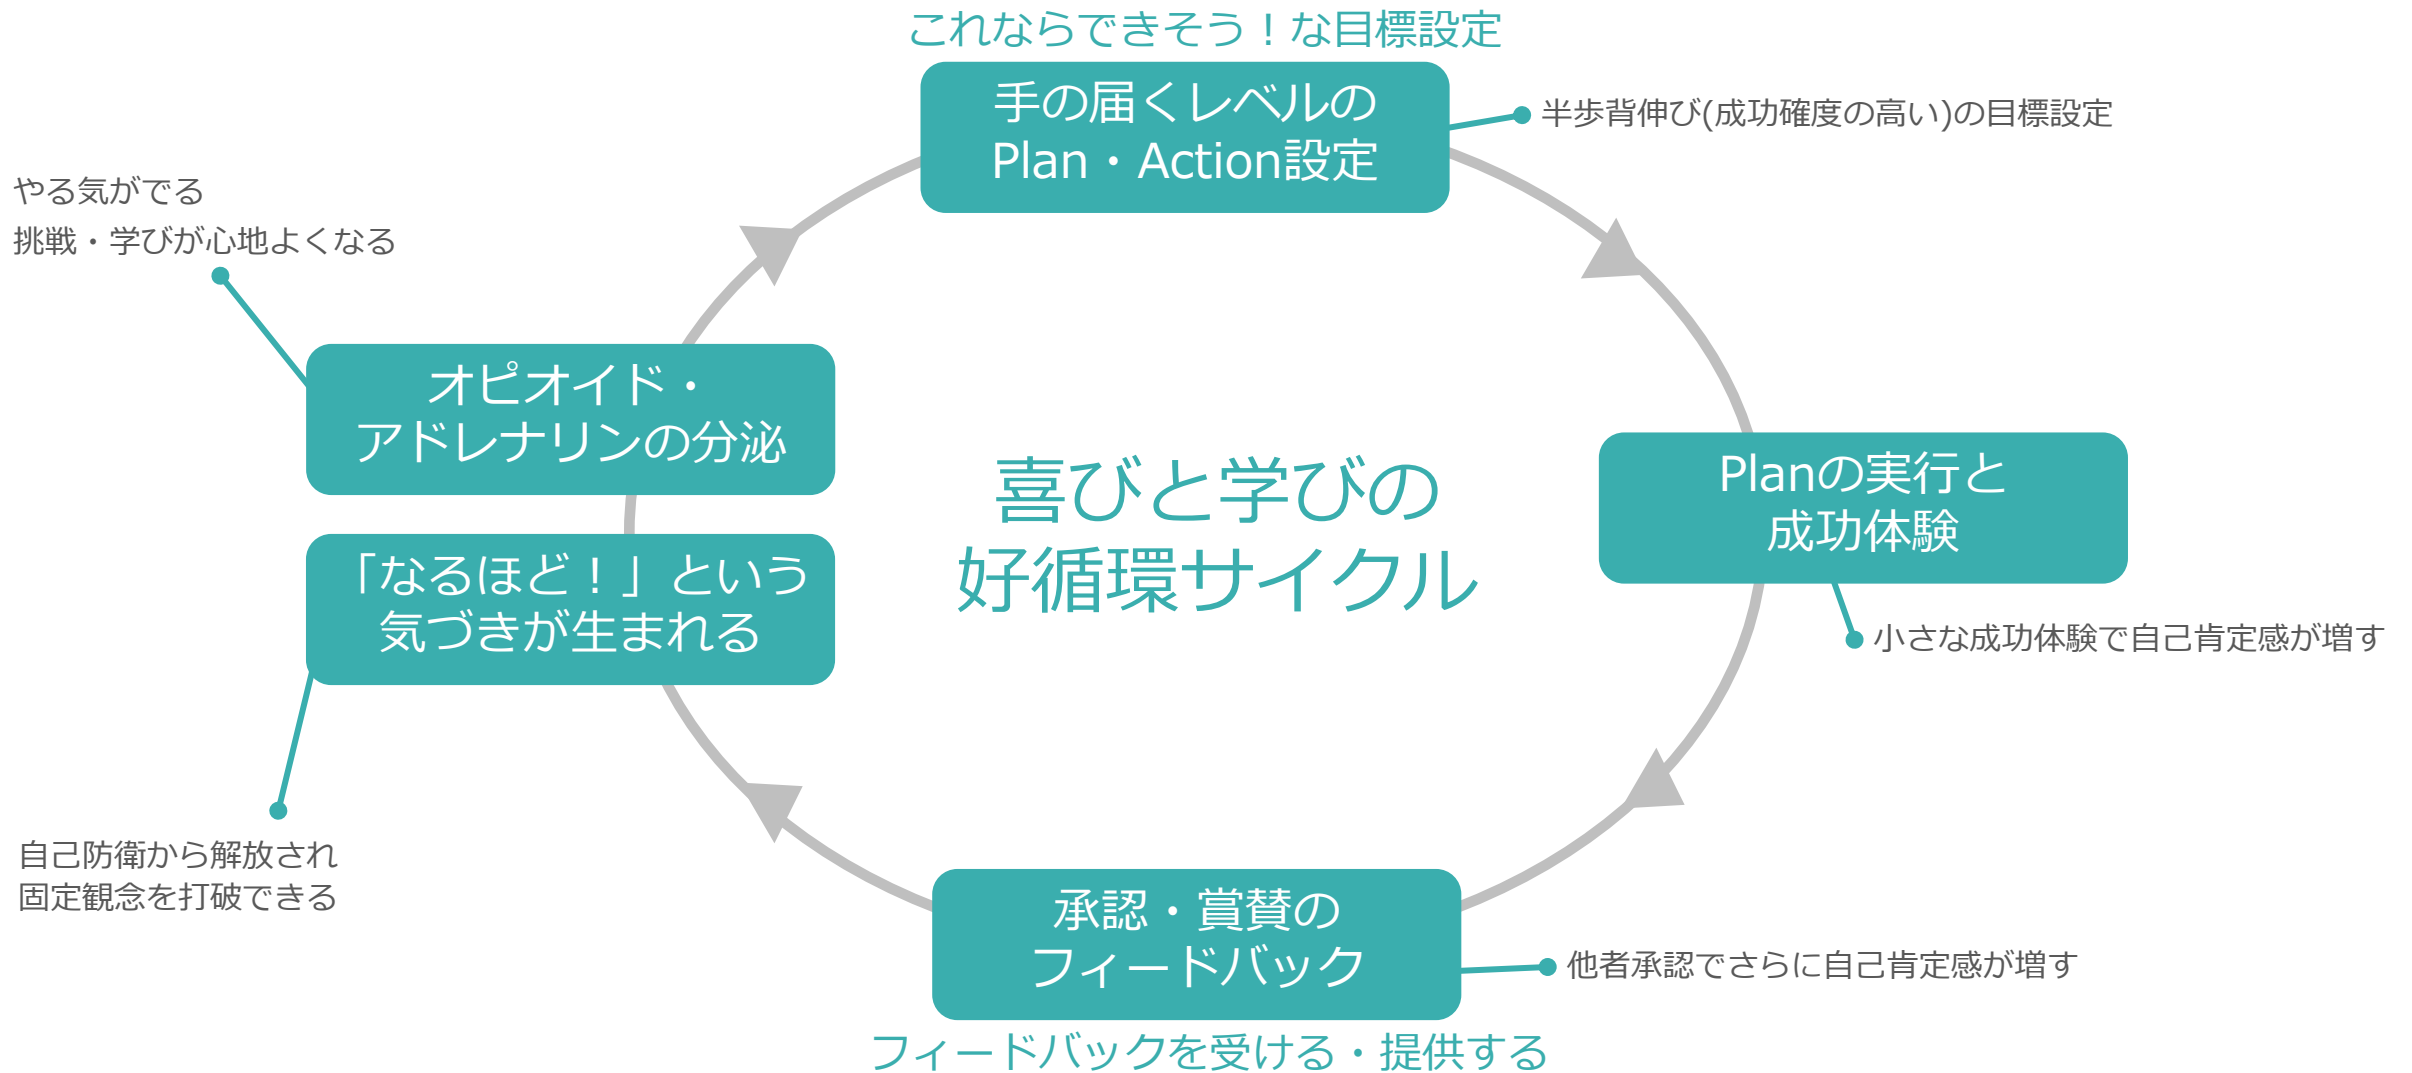 これならできそう！な目標設定
手の届くレベルの
Plan・Action設定
半歩背伸び(成功確度の高い)の目標設定
やる気がでる
挑戦・学びが心地よくなる
オピオイド・
アドレナリンの分泌
喜びと学びの
好循環サイクル
Planの実行と
成功体験
「なるほど！」という
気づきが生まれる
小さな成功体験で自己肯定感が増す
自己防衛から解放され
固定観念を打破できる
承認・賞賛の
フィードバック
他者承認でさらに自己肯定感が増す
フィードバックを受ける・提供する